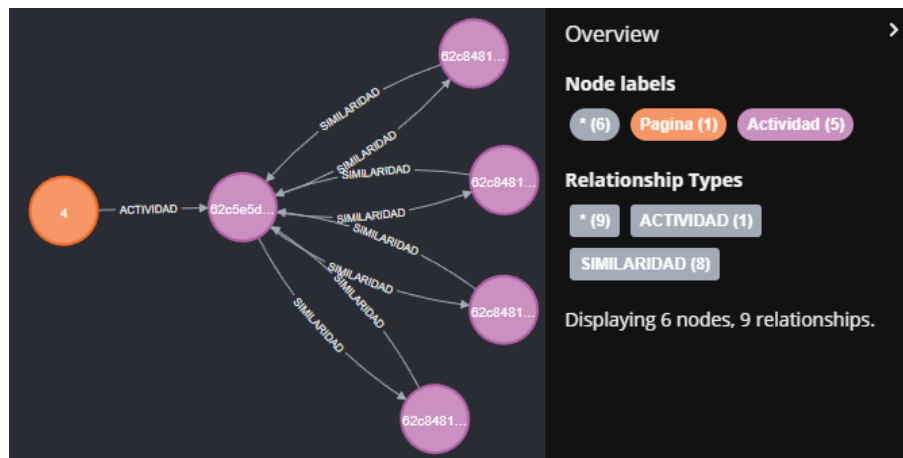 62c8481...
SIMILARIDAD
SIMILARIDAD
62c8481...
SIMILARIDAD
4
ACTIVIDAD
62c5e5d...
SIMILARIDAD
SIMILARIDAD
SIMILARIDAD
SIMILARIDAD
SIMILARIDAD
62c8481...
62c8481...
Overview
Node labels
* (6) Pagina (1) Actividad (5)
Relationship Types
* (9) ACTIVIDAD (1)
SIMILARIDAD (8)
Displaying 6 nodes, 9 relationships.